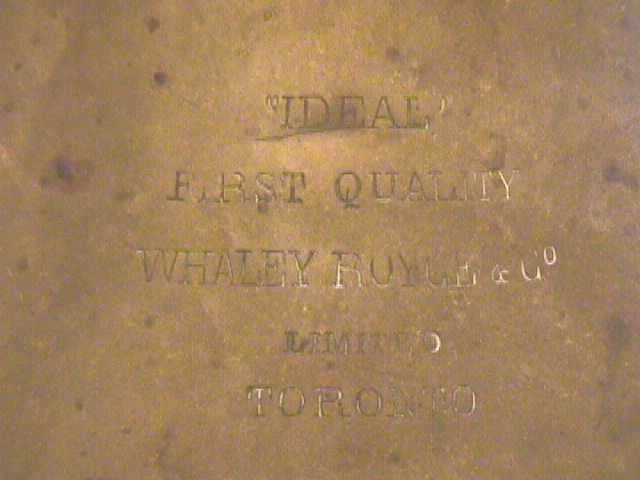 "IDEAL"
FIRST QUALITY
WHALEY ROYCE & Cº
LIMITED
TORONTO